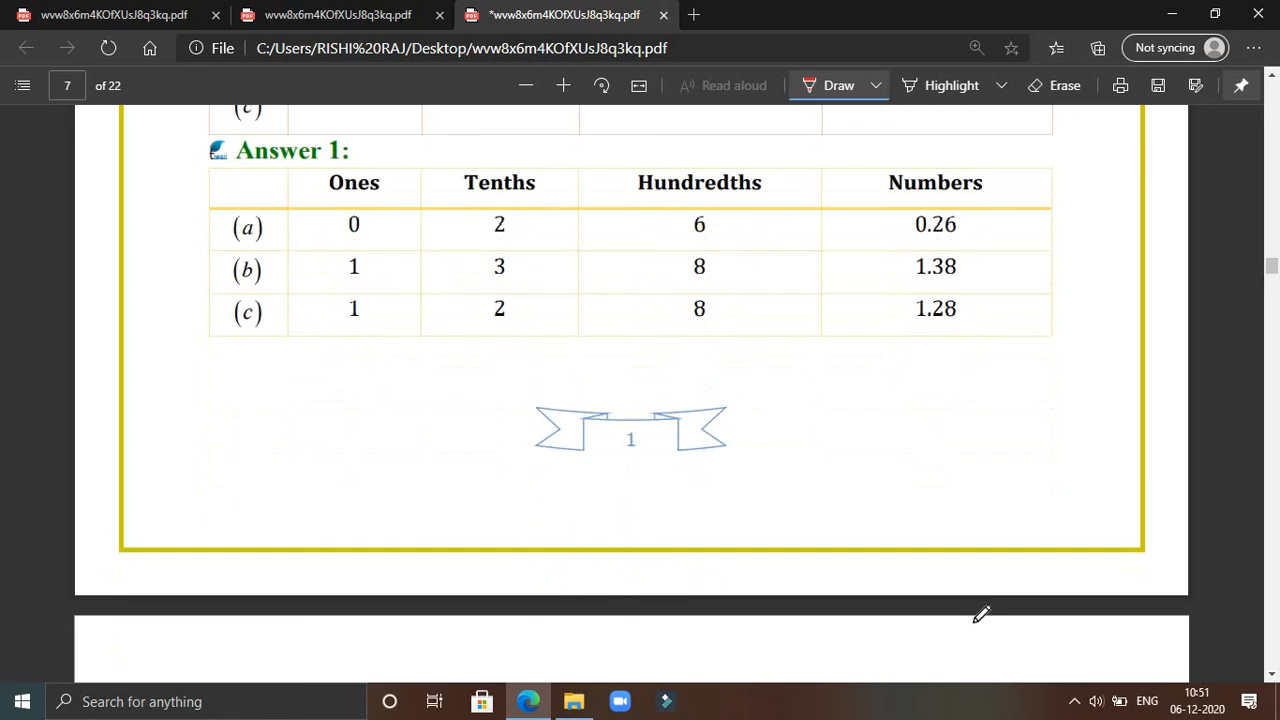 wvw8x6m4KOfXUsJ8q3kq.pdf
wvw8x6m4KOfXUsJ8q3kq.pdf
*wvw8x6m4KOfXUsJ8q3kq.pdf
File C:/Users/RISHI%20RAJ/Desktop/wvw8x6m4KOfXUsJ8q3kq.pdf Not syncing
7 of 22 Read aloud Draw Highlight Erase
(c)
Answer 1:
Ones Tenths Hundredths Numbers
(a) 0 2 6 0.26
(b) 1 3 8 1.38
(c) 1 2 8 1.28
1
Search for anything
ENG
10:51
06-12-2020